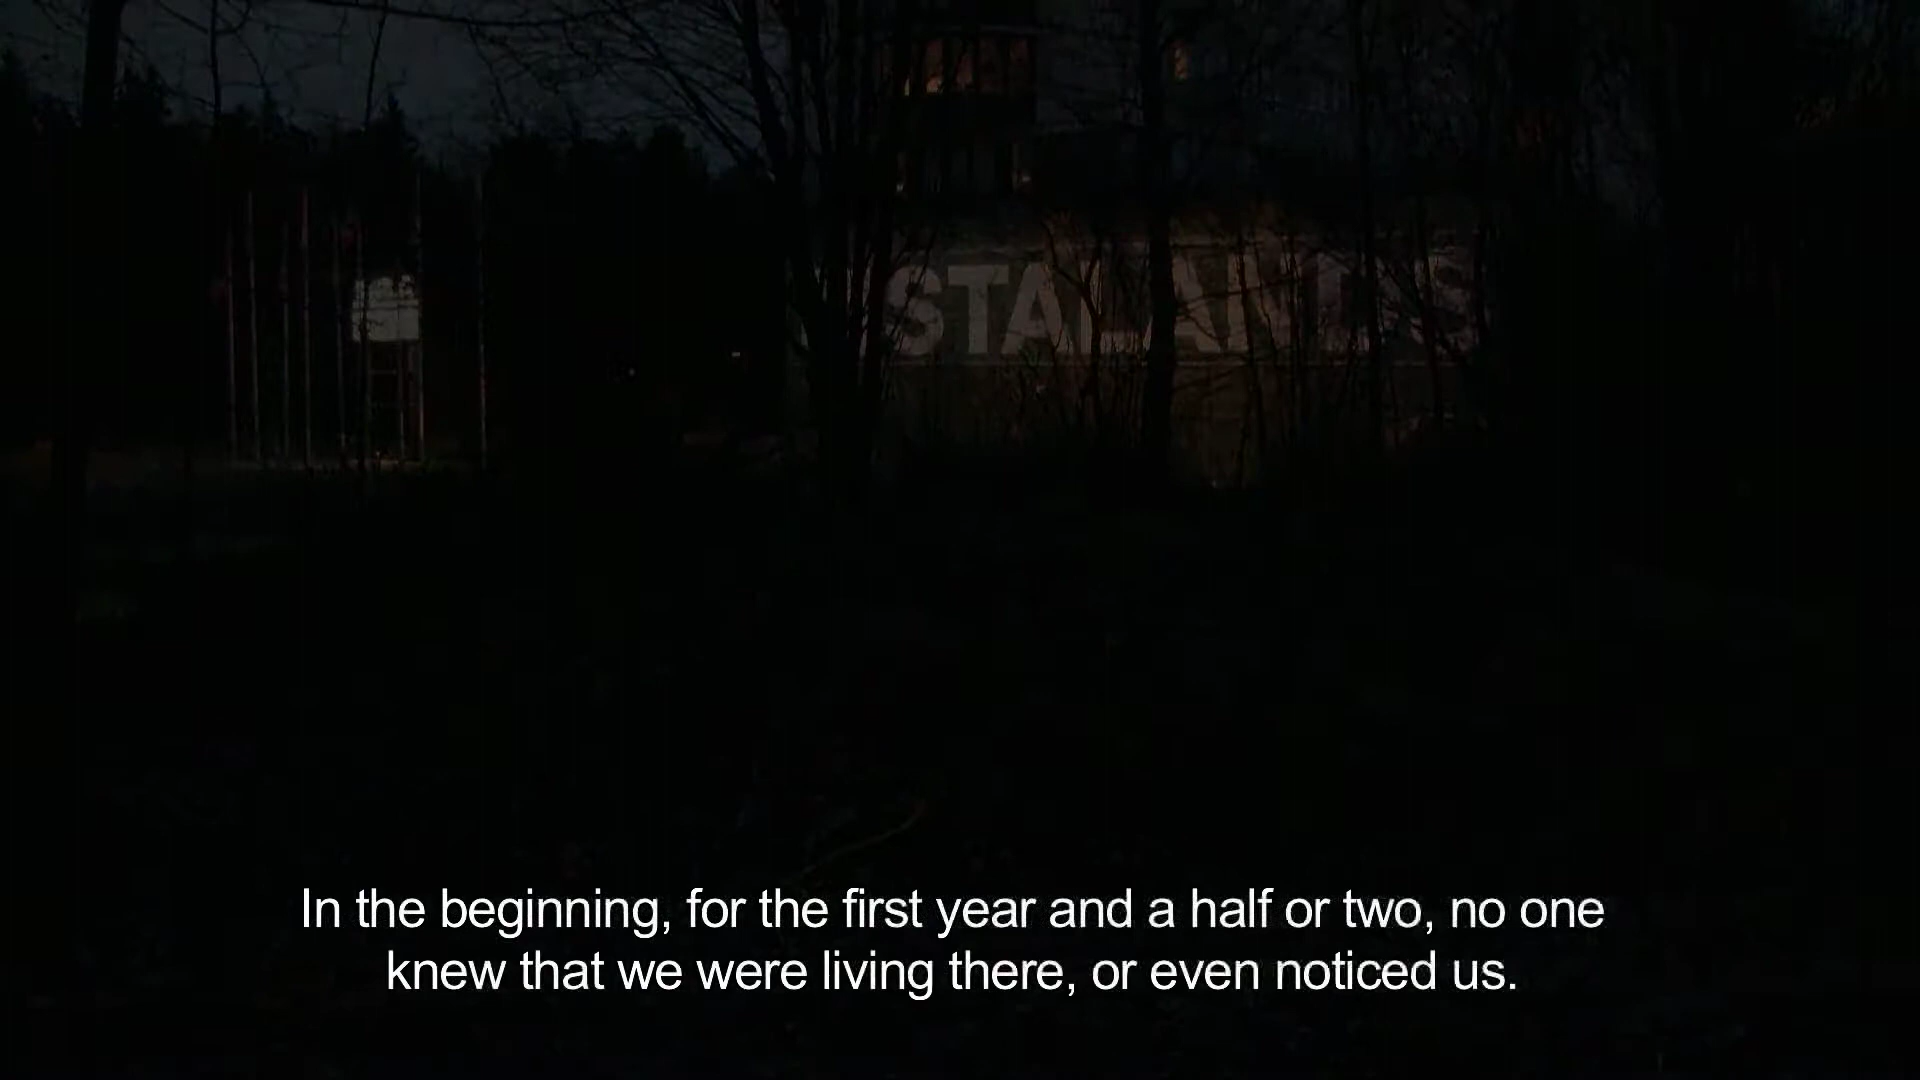 In the beginning, for the first year and a half or two, no one
knew that we were living there, or even noticed us.